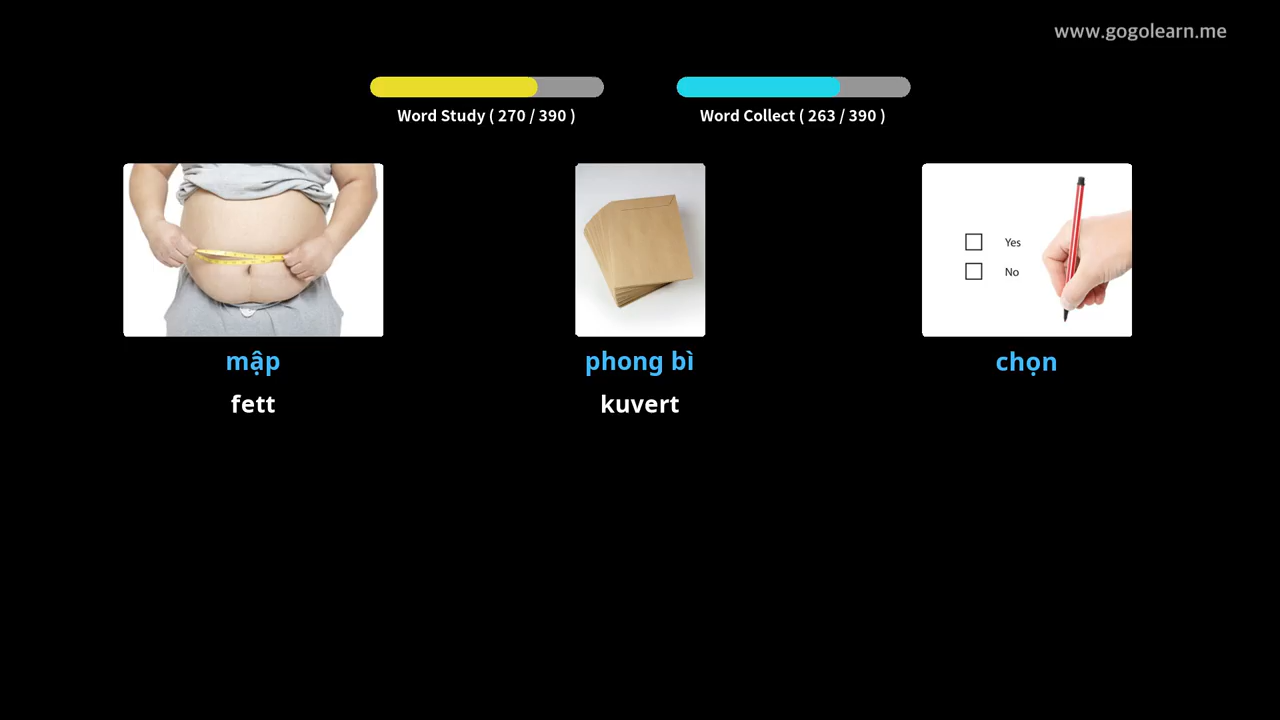 www.gogolearn.me
Word Study ( 270 / 390 )
Word Collect ( 263 / 390 )
Yes
No
mập
phong bì
chọn
fett
kuvert